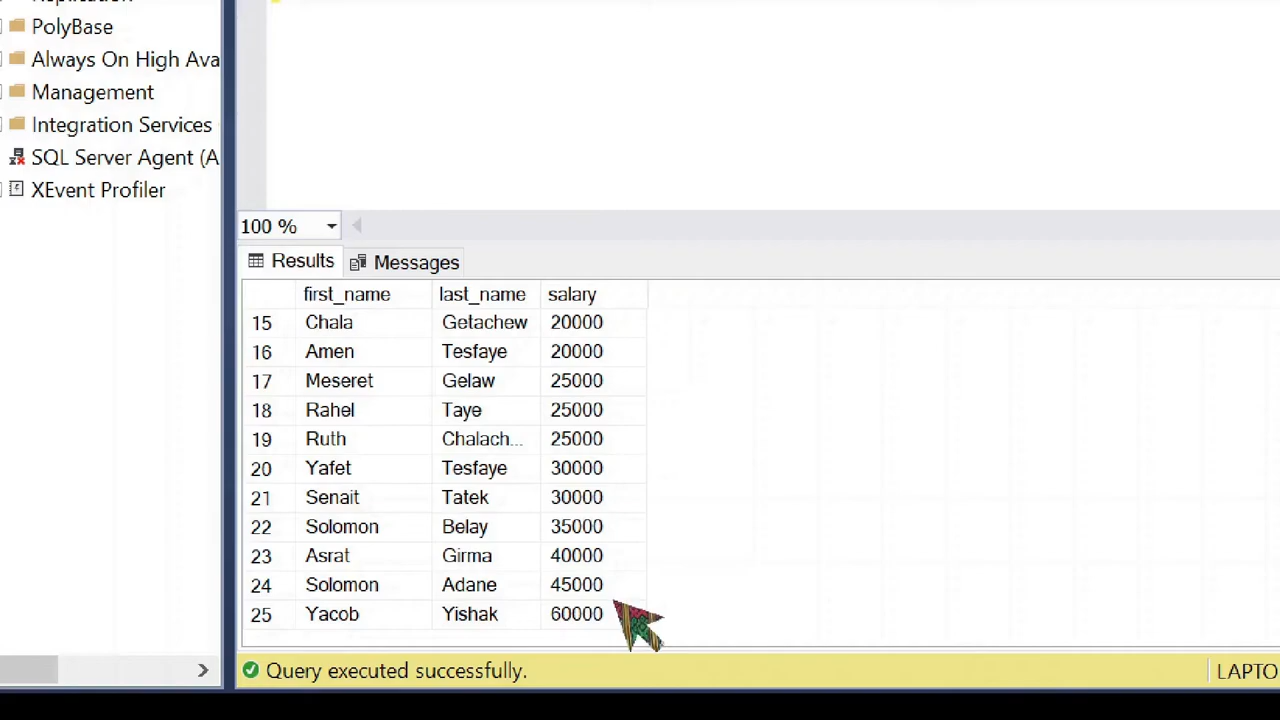 PolyBase
Always On High Ava
Management
Integration Services
SQL Server Agent (A
XEvent Profiler
100 %
Results Messages
first_name last_name salary
15 Chala Getachew 20000
16 Amen Tesfaye 20000
17 Meseret Gelaw 25000
18 Rahel Taye 25000
19 Ruth Chalach... 25000
20 Yafet Tesfaye 30000
21 Senait Tatek 30000
22 Solomon Belay 35000
23 Asrat Girma 40000
24 Solomon Adane 45000
25 Yacob Yishak 60000
Query executed successfully. LAPTO